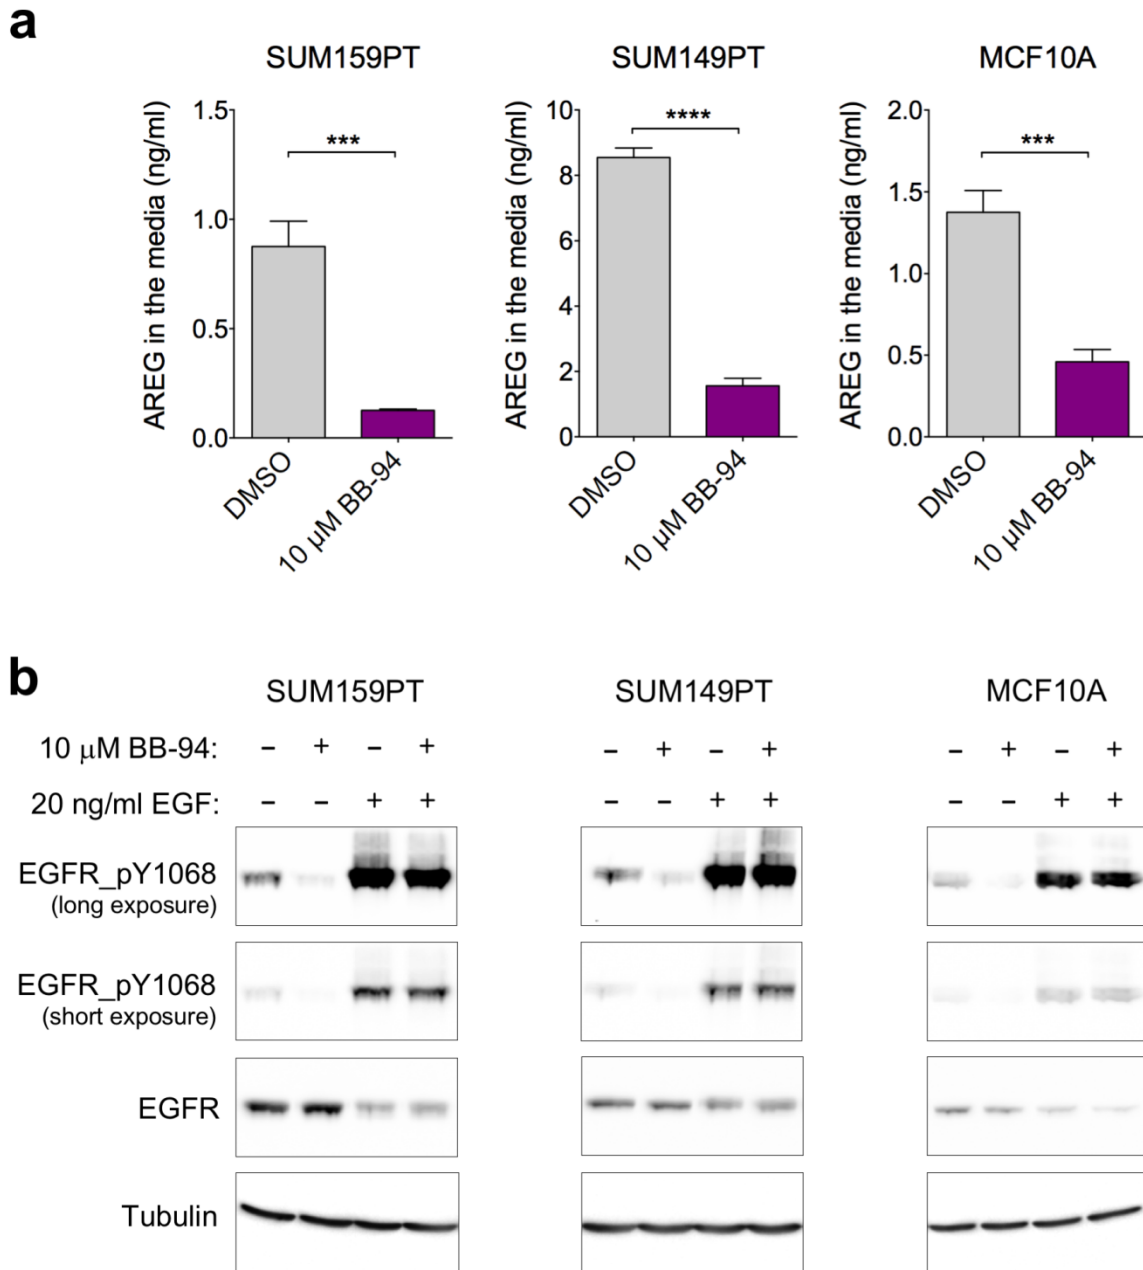 a
SUM159PT
AREG in the media (ng/ml)
1.5
1.0
0.5
0.0
***
DMSO
10 µM BB-94
SUM149PT
AREG in the media (ng/ml)
10
8
6
4
2
0
****
DMSO
10 µM BB-94
MCF10A
AREG in the media (ng/ml)
2.0
1.5
1.0
0.5
0.0
***
DMSO
10 µM BB-94
b
SUM159PT SUM149PT MCF10A
10 µM BB-94: – + – + – + – + – + – +
20 ng/ml EGF: – – + + – – + + – – + +
EGFR_pY1068
(long exposure)
EGFR_pY1068
(short exposure)
EGFR
Tubulin